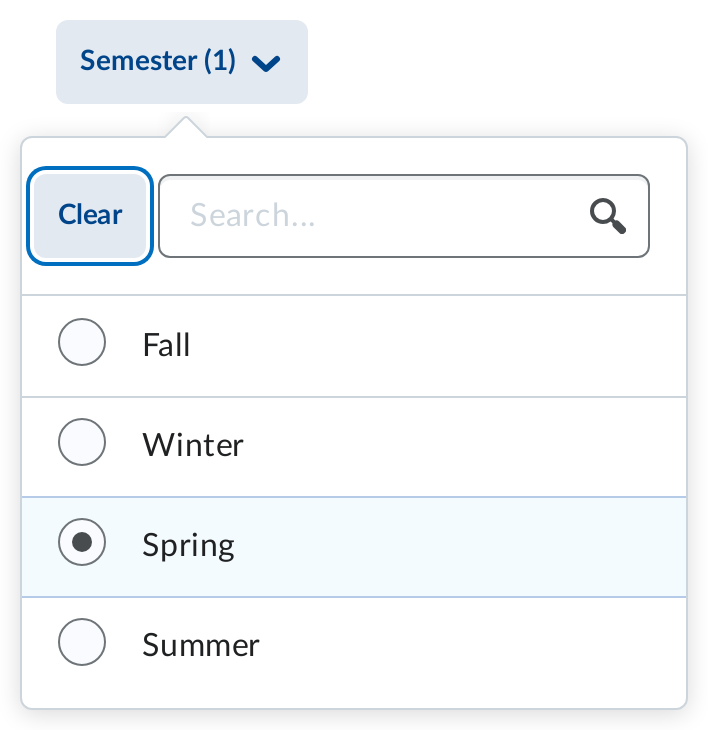 Semester (1)
Clear
Search...
Fall
Winter
Spring
Summer